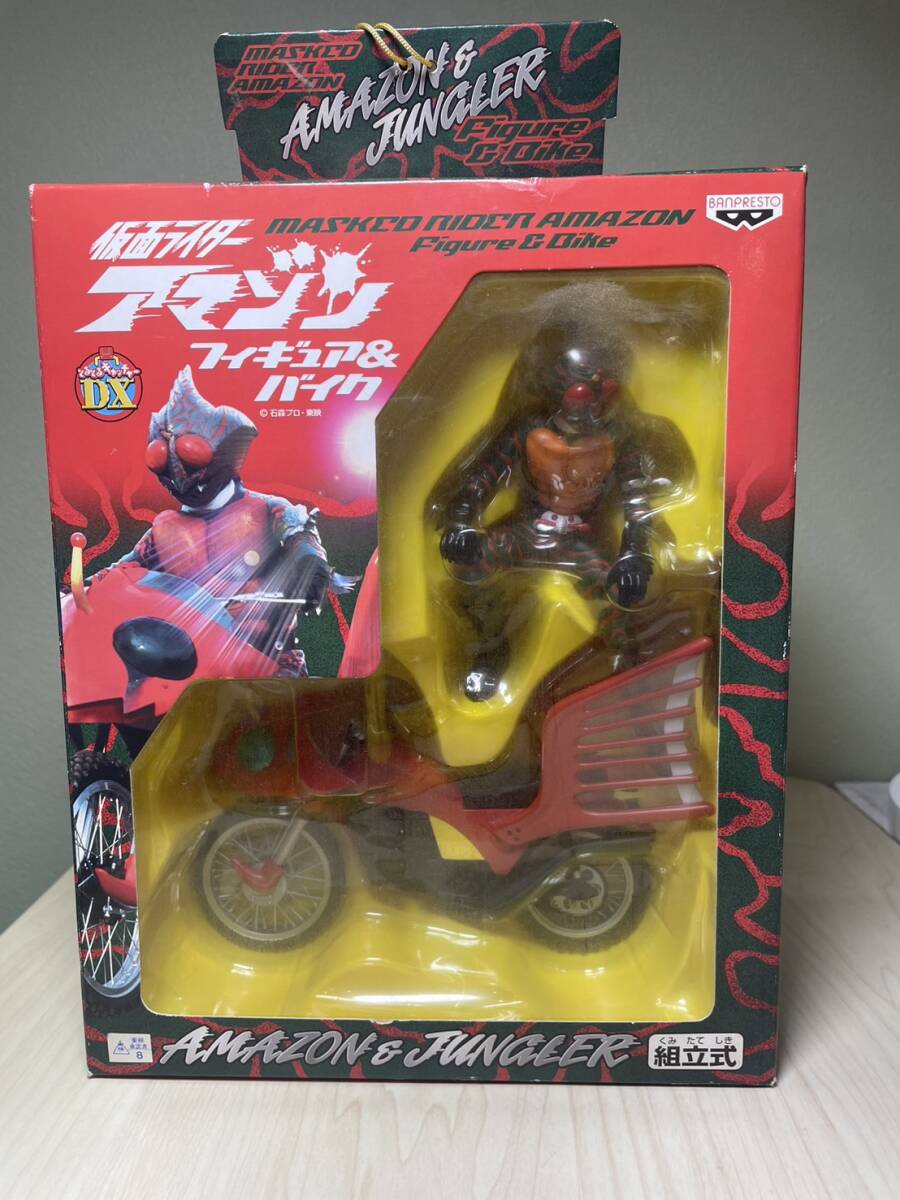 MASKED
RIDER
AMAZON
AMAZON &
JUNGLER
Figure
& Bike
仮面ライダー
アマゾン
フィギュア&
バイク
©石森プロ・東映
MASKED RIDER AMAZON
Figure & Bike
BANPRESTO
DX
AMAZON & JUNGLER
くみ たて しき
組立式
8